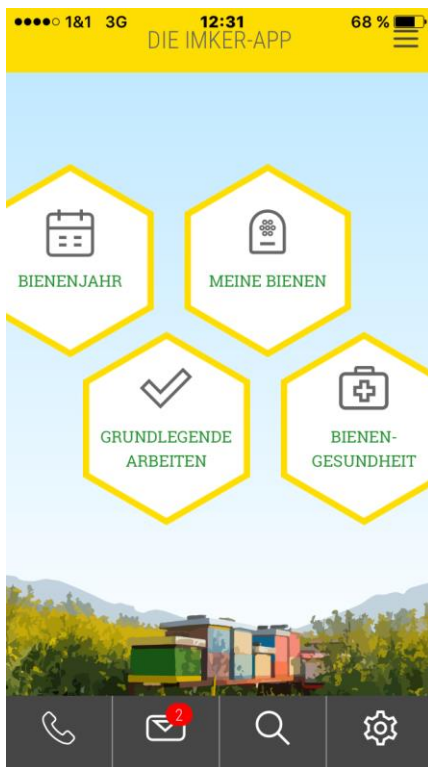 1&1 3G 12:31 68 %
DIE IMKER-APP
BIENENJAHR
MEINE BIENEN
GRUNDLEGENDE
ARBEITEN
BIENEN-
GESUNDHEIT
2